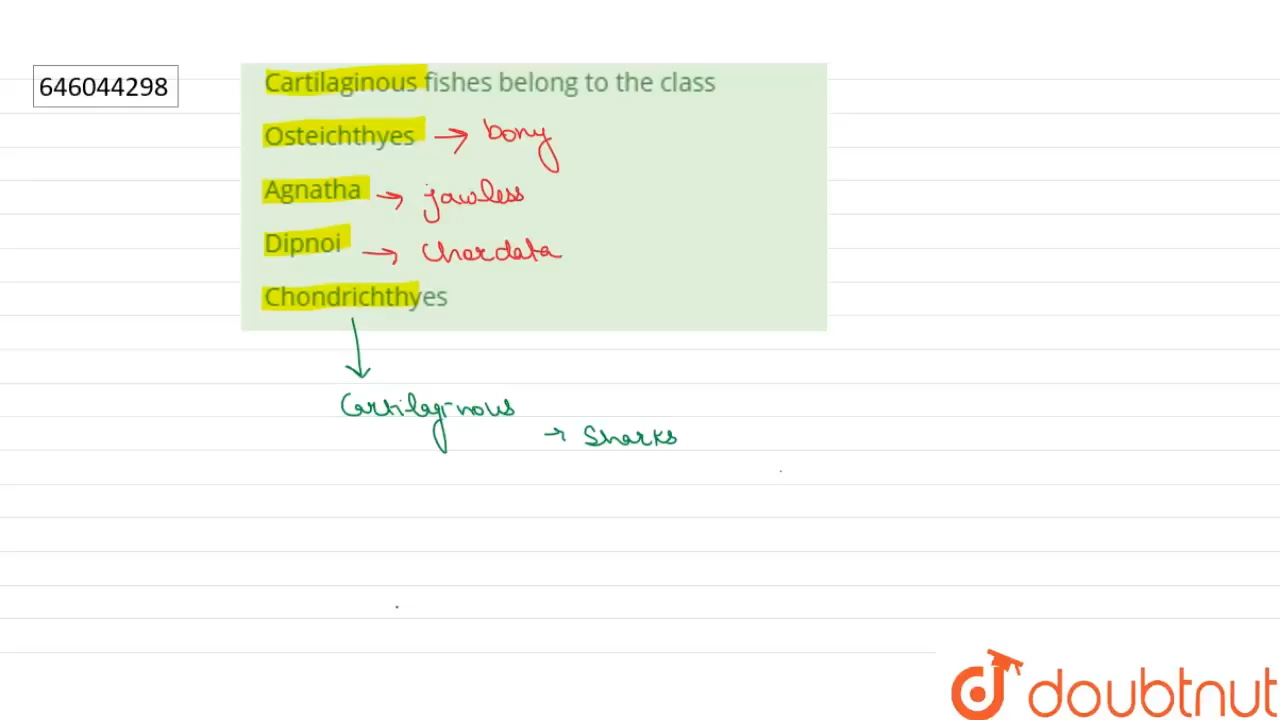 646044298
Cartilaginous fishes belong to the class
Osteichthyes → bony
Agnatha → jawless
Dipnoi → Chordata
Chondrichthyes
Cartilaginous
→ Sharks
doubtnut